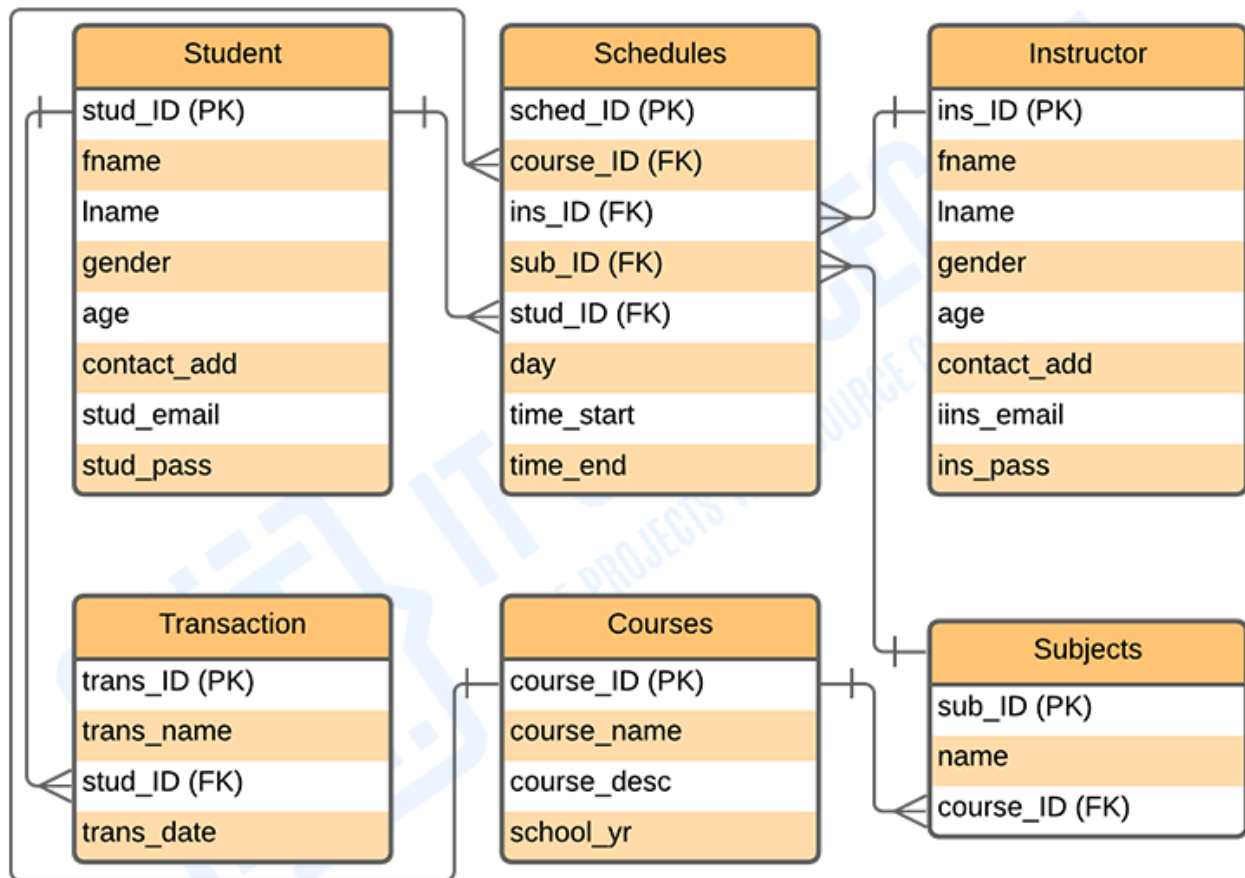 Student
stud_ID (PK)
fname
lname
gender
age
contact_add
stud_email
stud_pass
Schedules
sched_ID (PK)
course_ID (FK)
ins_ID (FK)
sub_ID (FK)
stud_ID (FK)
day
time_start
time_end
Instructor
ins_ID (PK)
fname
lname
gender
age
contact_add
iins_email
ins_pass
Transaction
trans_ID (PK)
trans_name
stud_ID (FK)
trans_date
Courses
course_ID (PK)
course_name
course_desc
school_yr
Subjects
sub_ID (PK)
name
course_ID (FK)
IT
PROJECTS